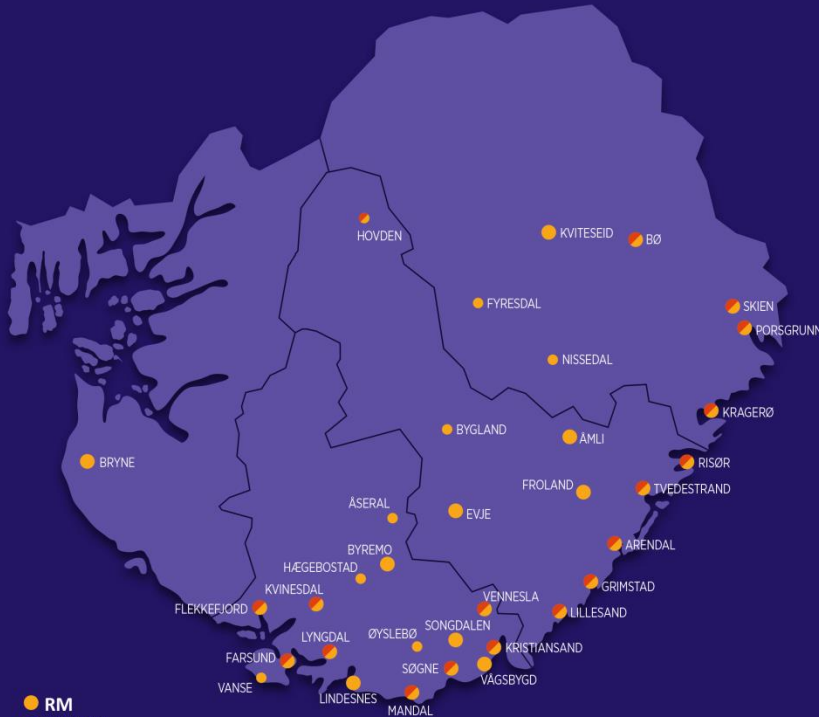 HOVDEN
KVITESEID
BØ
FYRESDAL
SKIEN
PORSGRUNN
NISSEDAL
KRAGERØ
BYGLAND
ÅMLI
BRYNE
RISØR
FROLAND
TVEDESTRAND
ÅSERAL
EVJE
ARENDAL
BYREMO
HÆGEBOSTAD
GRIMSTAD
KVINESDAL
VENNESLA
FLEKKEFJORD
LILLESAND
SONGDALEN
ØYSLEBØ
KRISTIANSAND
LYNGDAL
FARSUND
SØGNE
VÅGSBYGD
VANSE
LINDESNES
RM
MANDAL